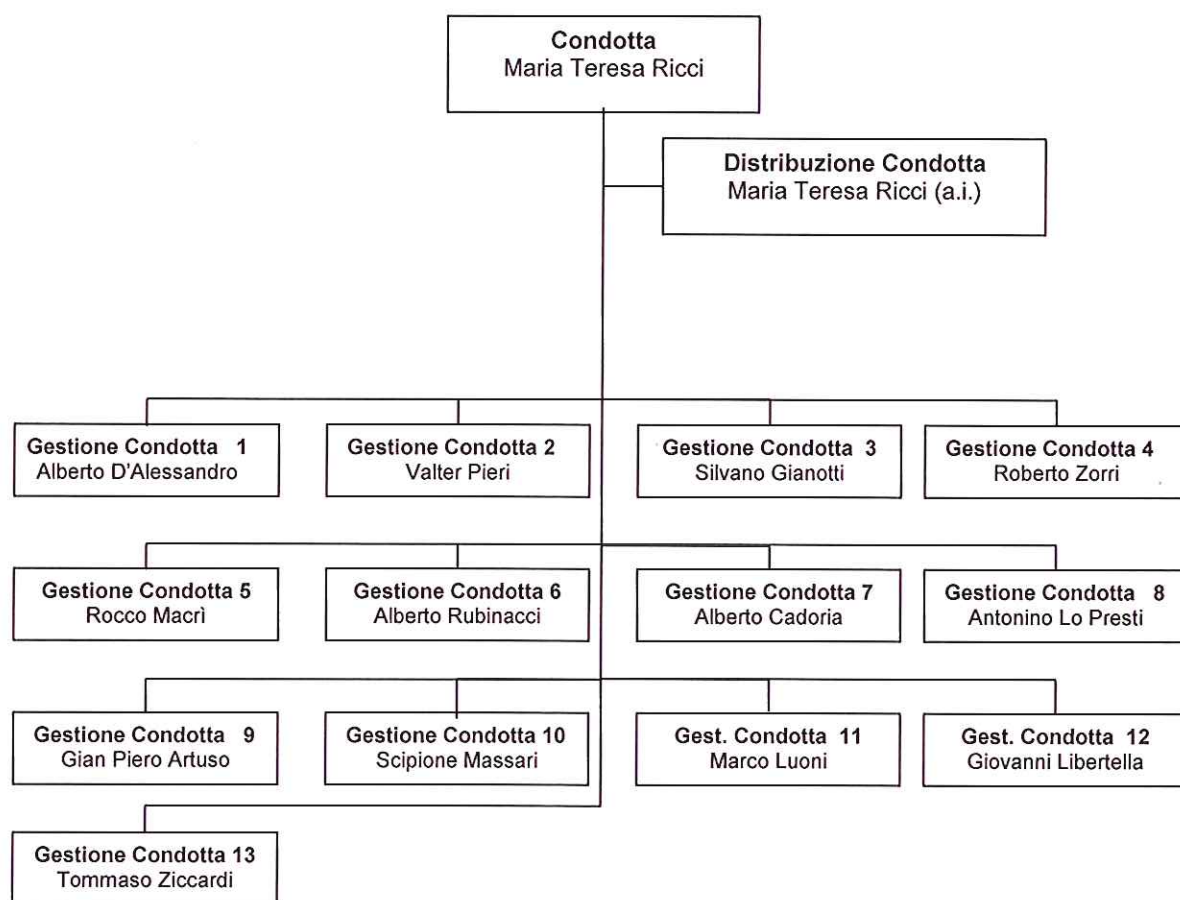 Condotta
Maria Teresa Ricci
Distribuzione Condotta
Maria Teresa Ricci (a.i.)
Gestione Condotta 1
Alberto D'Alessandro
Gestione Condotta 2
Valter Pieri
Gestione Condotta 3
Silvano Gianotti
Gestione Condotta 4
Roberto Zorri
Gestione Condotta 5
Rocco Macrì
Gestione Condotta 6
Alberto Rubinacci
Gestione Condotta 7
Alberto Cadoria
Gestione Condotta 8
Antonino Lo Presti
Gestione Condotta 9
Gian Piero Artuso
Gestione Condotta 10
Scipione Massari
Gest. Condotta 11
Marco Luoni
Gest. Condotta 12
Giovanni Libertella
Gestione Condotta 13
Tommaso Ziccardi